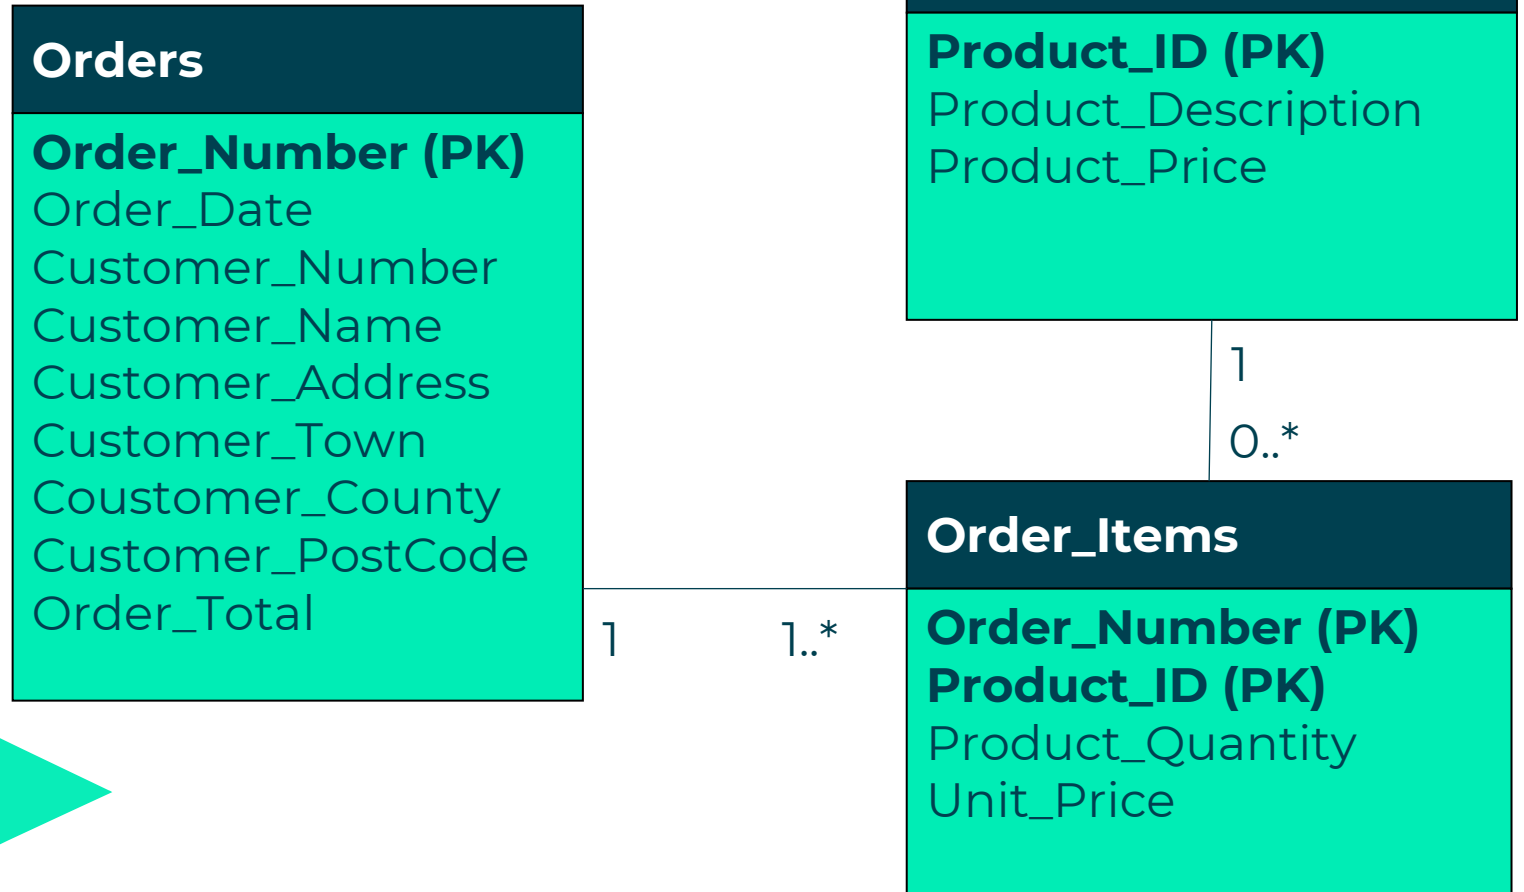 Orders
Order_Number (PK)
Order_Date
Customer_Number
Customer_Name
Customer_Address
Customer_Town
Coustomer_County
Customer_PostCode
Order_Total
Product_ID (PK)
Product_Description
Product_Price
1
0..*
1
1..*
Order_Items
Order_Number (PK)
Product_ID (PK)
Product_Quantity
Unit_Price